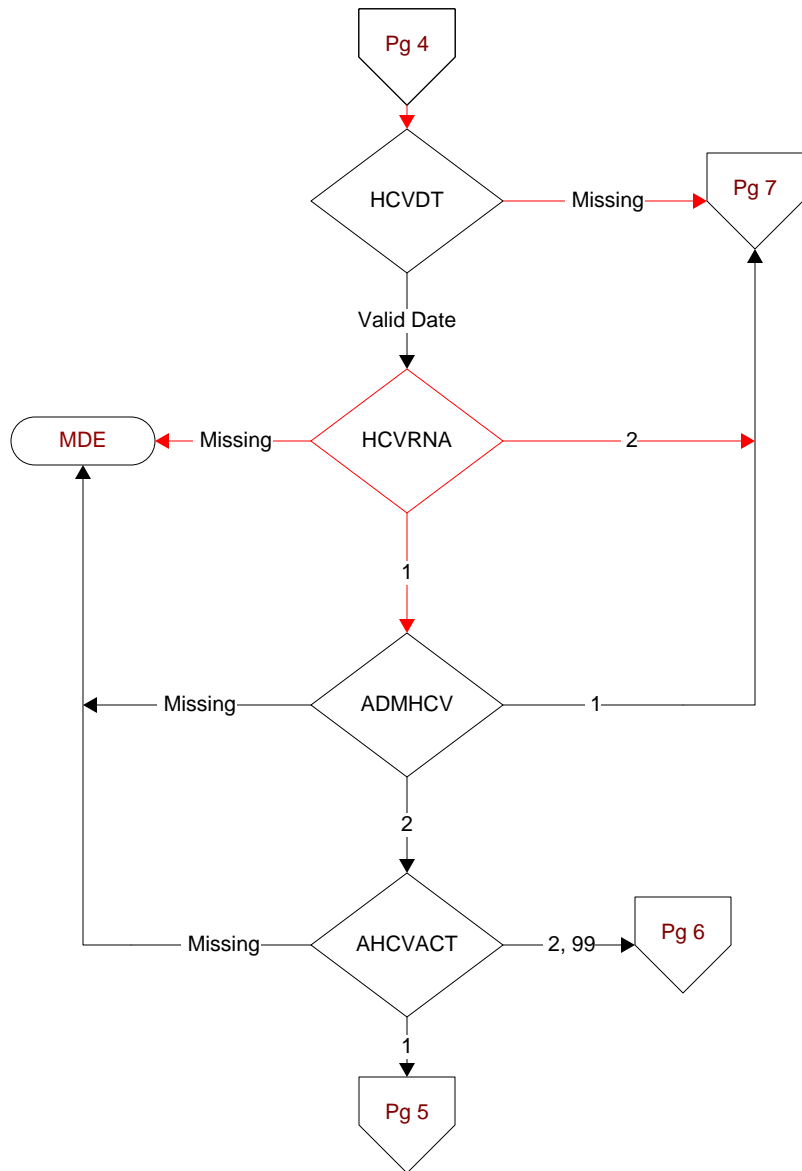 Pg 4
HCVDT
Missing
Pg 7
Valid Date
MDE
Missing
HCVRNA
2
1
Missing
ADMHCV
1
2
Missing
AHCVACT
2, 99
Pg 6
1
Pg 5